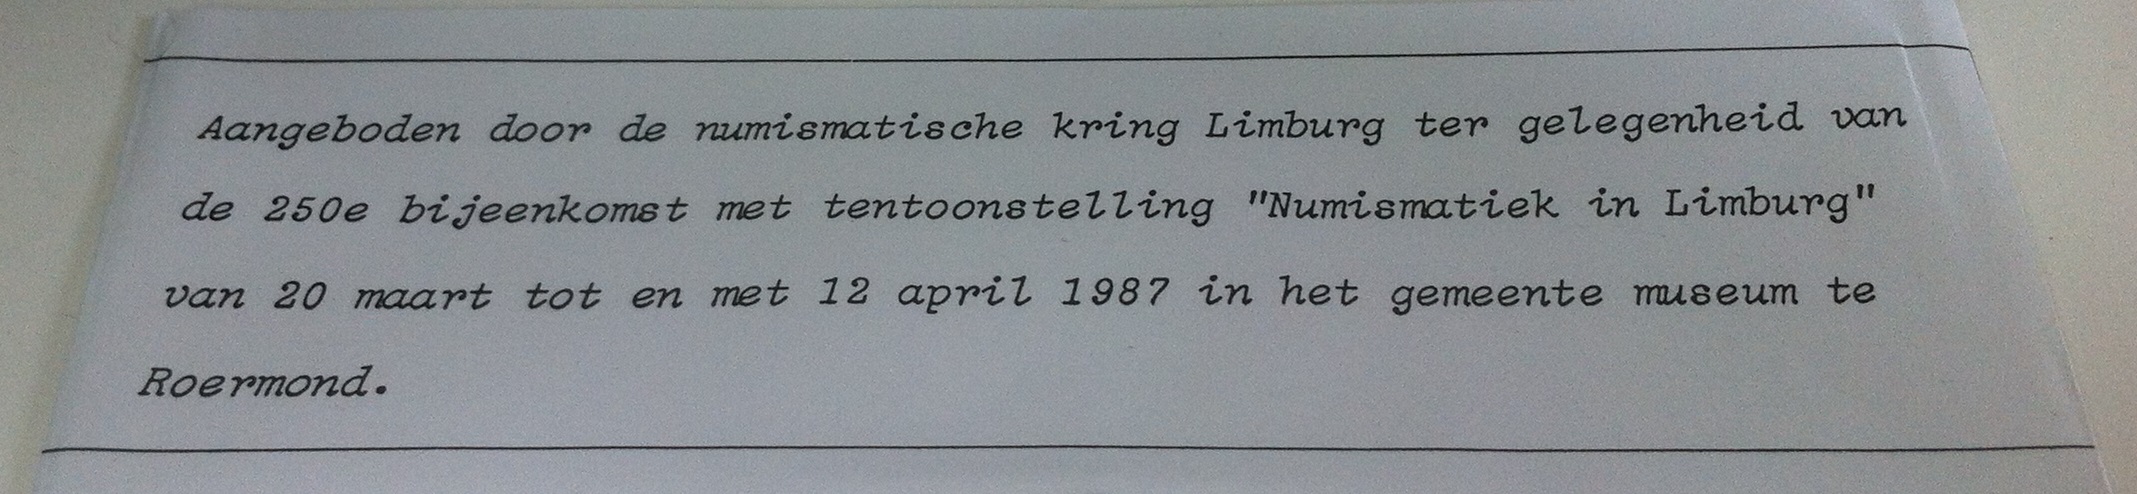 Aangeboden door de numismatische kring Limburg ter gelegenheid van
de 250e bijeenkomst met tentoonstelling "Numismatiek in Limburg"
van 20 maart tot en met 12 april 1987 in het gemeente museum te
Roermond.